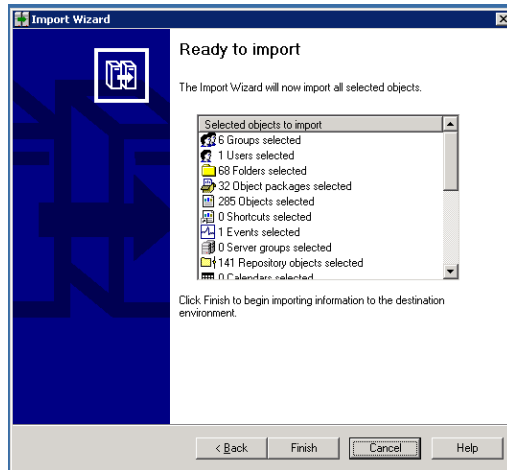 Import Wizard
Ready to import
The Import Wizard will now import all selected objects.
Selected objects to import
6 Groups selected
1 Users selected
68 Folders selected
32 Object packages selected
285 Objects selected
0 Shortcuts selected
1 Events selected
0 Server groups selected
141 Repository objects selected
0 Calendars selected
Click Finish to begin importing information to the destination
environment.
< Back Finish Cancel Help